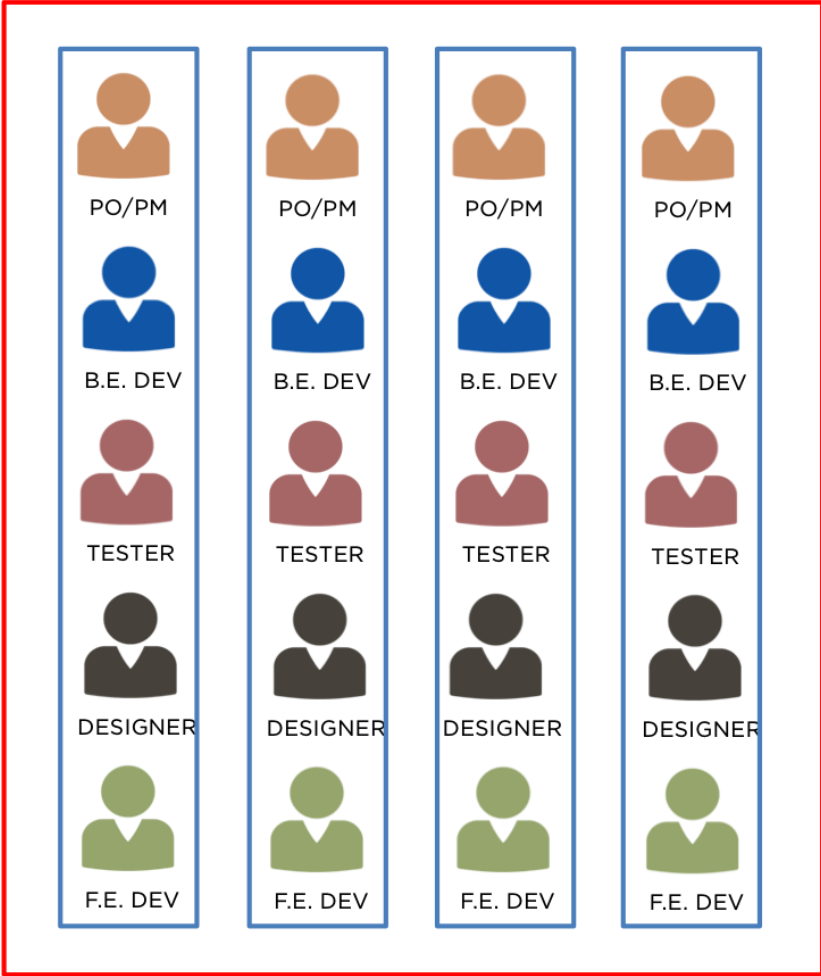 PO/PM PO/PM PO/PM PO/PM
B.E. DEV B.E. DEV B.E. DEV B.E. DEV
TESTER TESTER TESTER TESTER
DESIGNER DESIGNER DESIGNER DESIGNER
F.E. DEV F.E. DEV F.E. DEV F.E. DEV